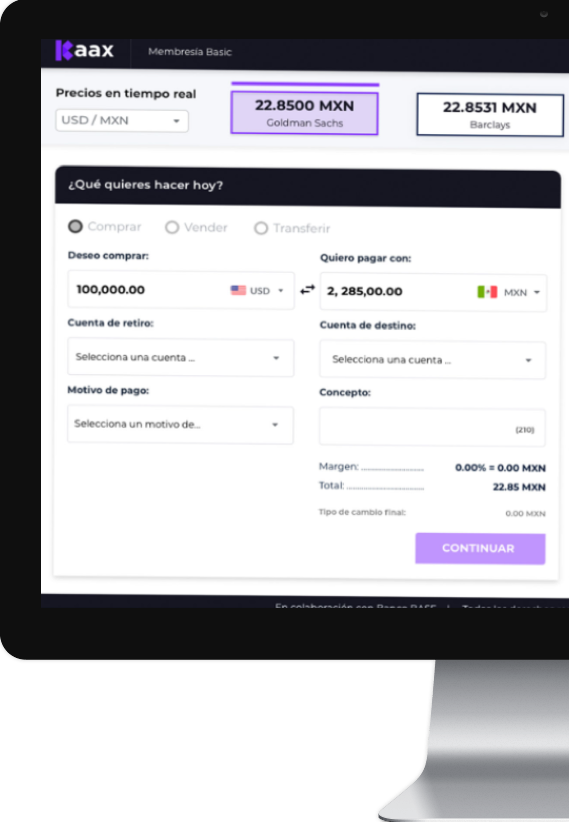 Kaax
Membresía Basic
Precios en tiempo real
USD / MXN
22.8500 MXN
Goldman Sachs
22.8531 MXN
Barclays
¿Qué quieres hacer hoy?
Comprar Vender Transferir
Deseo comprar:
Quiero pagar con:
100,000.00 USD
2, 285,00.00 MXN
Cuenta de retiro:
Cuenta de destino:
Selecciona una cuenta ...
Selecciona una cuenta ...
Motivo de pago:
Concepto:
Selecciona un motivo de...
(210)
Margen: ........................ 0.00% = 0.00 MXN
Total: ........................ 22.85 MXN
Tipo de cambio final: 0.00 MXN
CONTINUAR
En colaboración con Banco BASE | Todos los